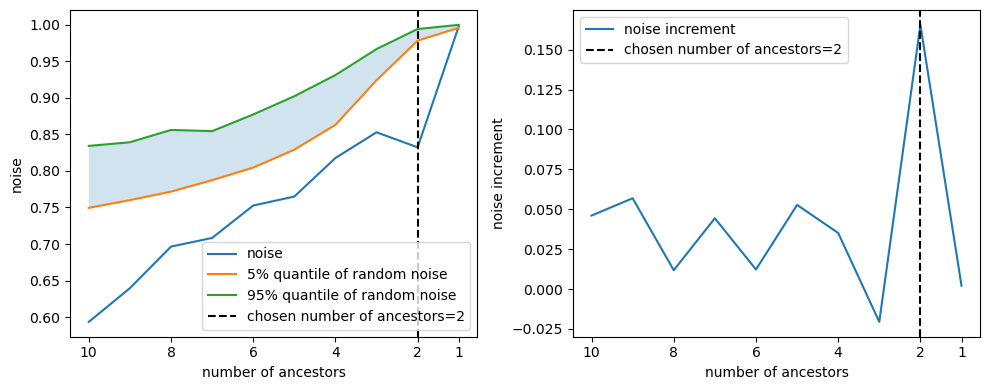 1.00
0.95
0.90
0.85
0.80
0.75
0.70
0.65
0.60
noise
noise
5% quantile of random noise
95% quantile of random noise
chosen number of ancestors=2
10 8 6 4 2 1
number of ancestors
noise increment
chosen number of ancestors=2
0.150
0.125
0.100
0.075
0.050
0.025
0.000
−0.025
noise increment
10 8 6 4 2 1
number of ancestors